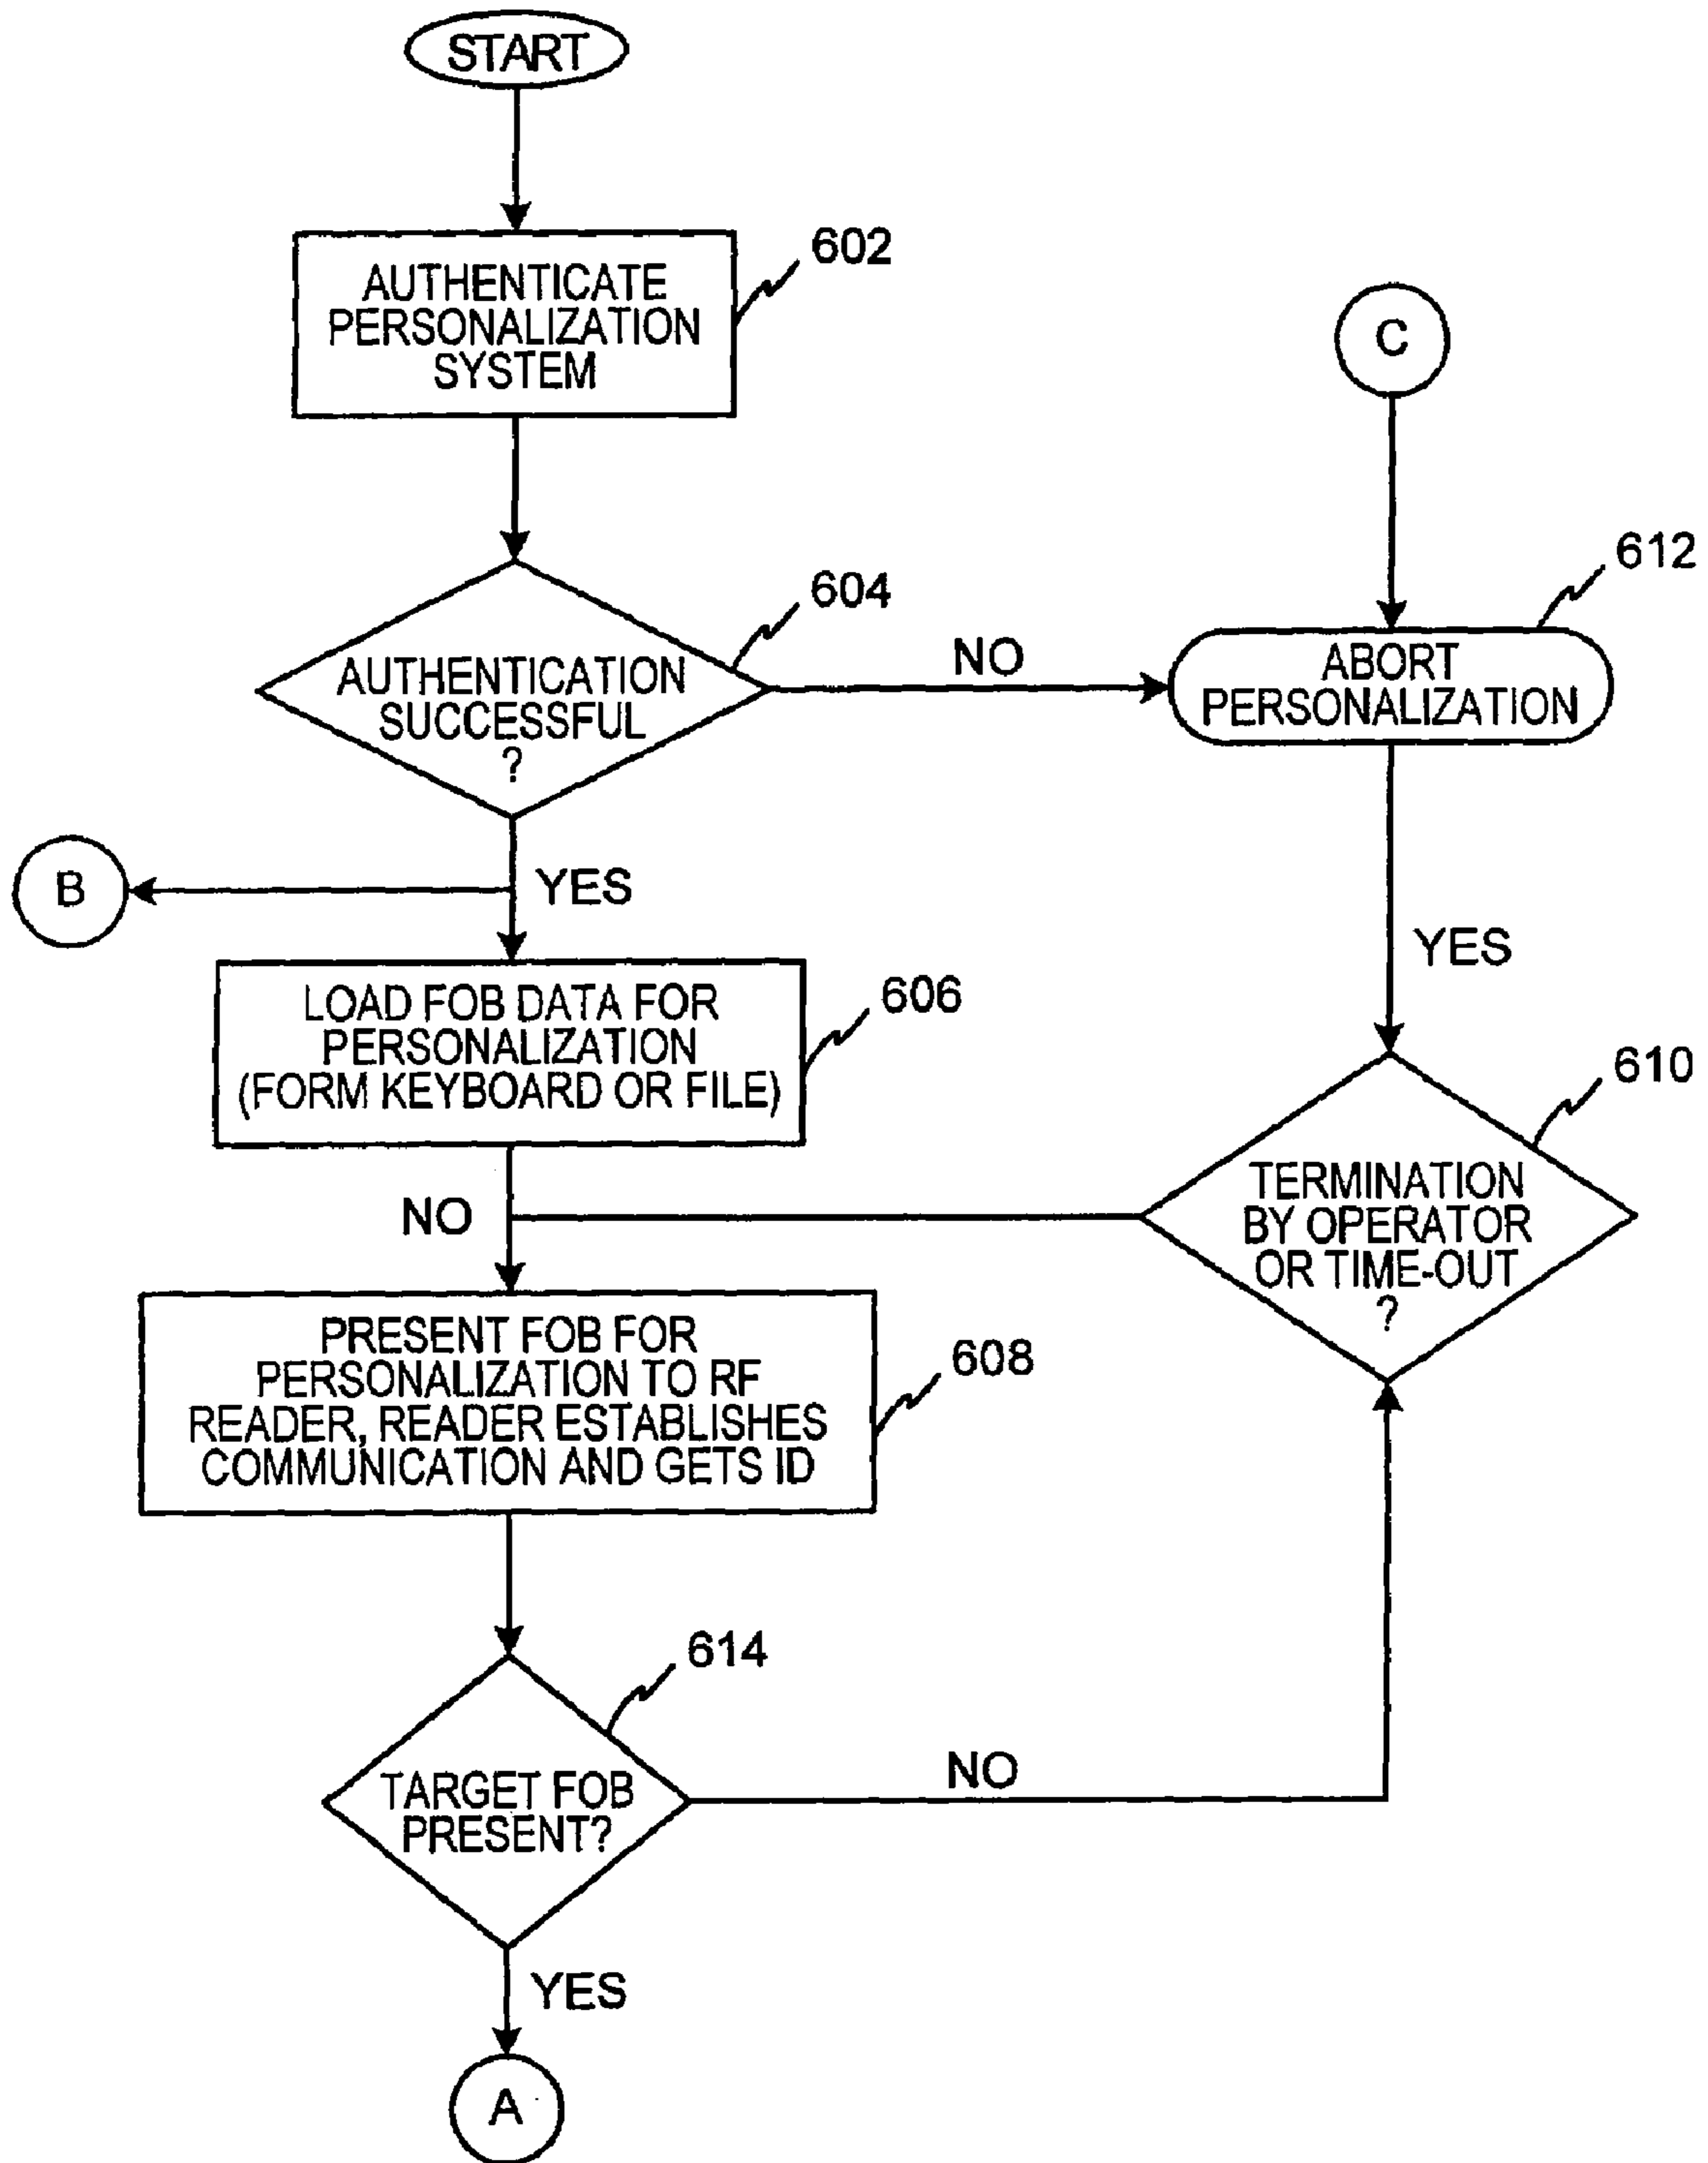 START
AUTHENTICATE
PERSONALIZATION
SYSTEM
602
C
AUTHENTICATION
SUCCESSFUL
?
604
NO
ABORT
PERSONALIZATION
612
B
YES
YES
LOAD FOB DATA FOR
PERSONALIZATION
(FORM KEYBOARD OR FILE)
606
TERMINATION
BY OPERATOR
OR TIME-OUT
?
610
NO
PRESENT FOB FOR
PERSONALIZATION TO RF
READER, READER ESTABLISHES
COMMUNICATION AND GETS ID
608
TARGET FOB
PRESENT?
614
NO
YES
A